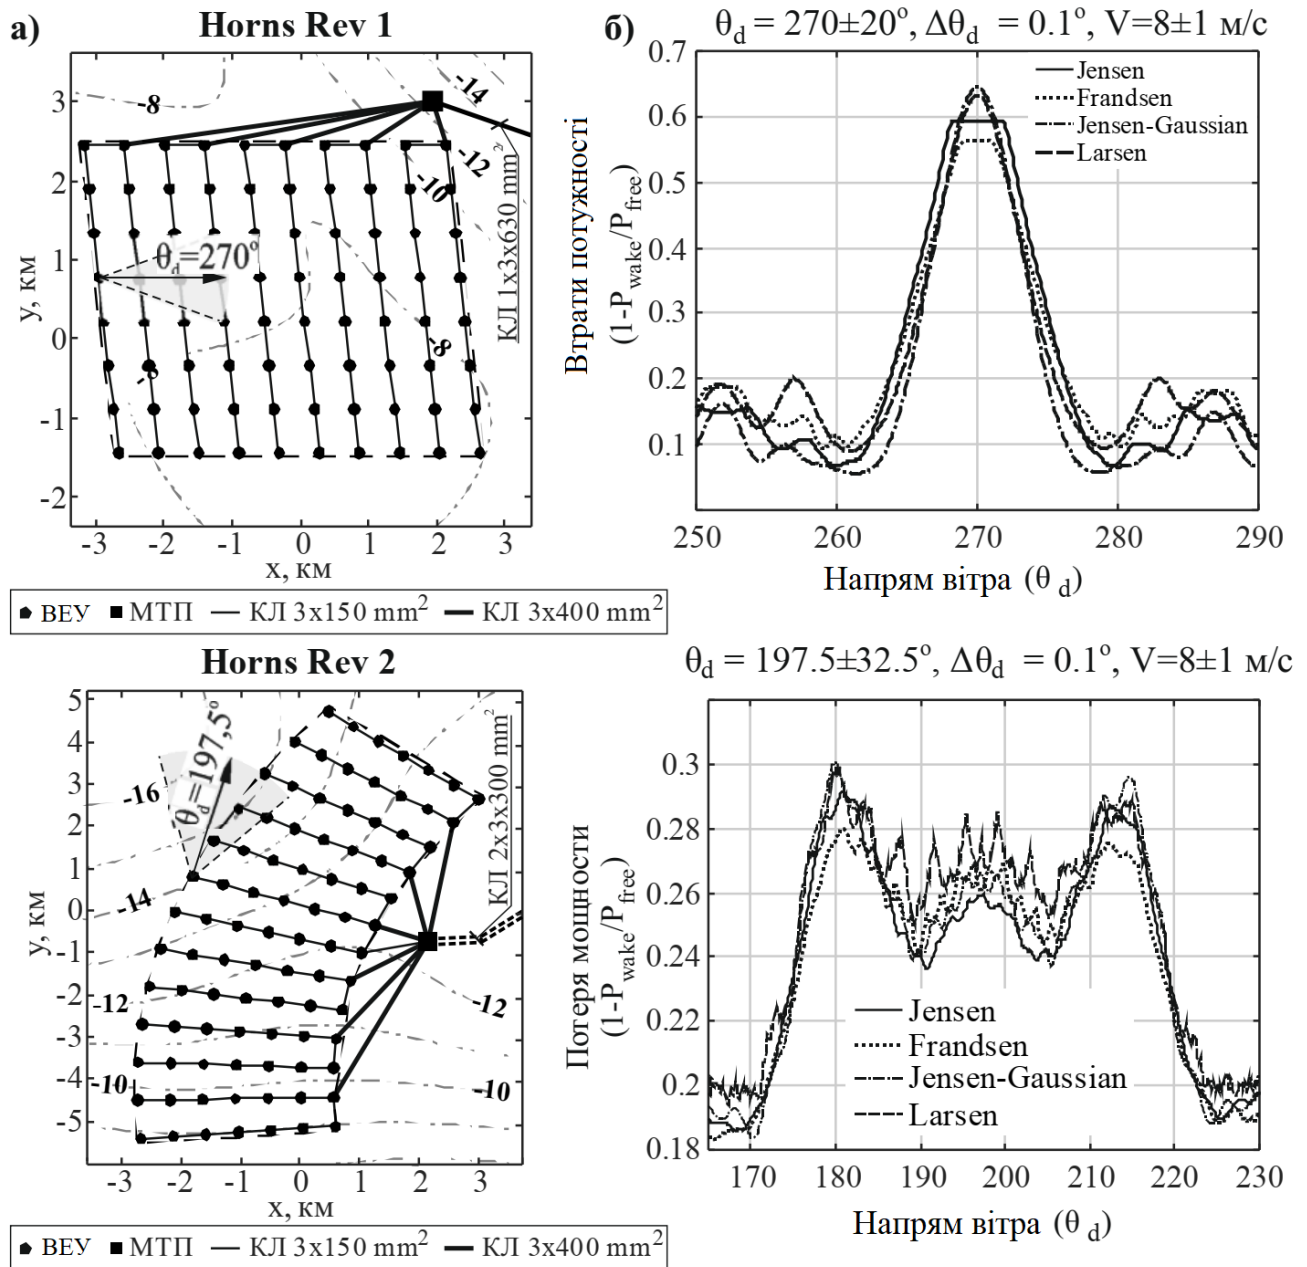 а)
Horns Rev 1
3
2
1
0
-1
-2
y, км
-3
-2
-1
0
1
2
3
x, км
-8
-14
-12
-10
-8
-8
θd=270°
КЛ 1x3x630 mm²
ВЕУ МТП КЛ 3x150 mm² КЛ 3x400 mm²
б)
θd = 270±20°, Δθd = 0.1°, V=8±1 м/с
0.7
0.6
0.5
0.4
0.3
0.2
0.1
Втрати потужності
(1-Pwake/Pfree)
Jensen
Frandsen
Jensen-Gaussian
Larsen
250
260
270
280
290
Напрям вітра (θd)
Horns Rev 2
5
4
3
2
1
0
-1
-2
-3
-4
-5
y, км
-3
-2
-1
0
1
2
3
x, км
-16
-14
-12
-10
-12
-10
θd=197,5°
КЛ 2x3x300 mm²
ВЕУ МТП КЛ 3x150 mm² КЛ 3x400 mm²
θd = 197.5±32.5°, Δθd = 0.1°, V=8±1 м/с
0.3
0.28
0.26
0.24
0.22
0.2
0.18
Потеря мощности
(1-Pwake/Pfree)
Jensen
Frandsen
Jensen-Gaussian
Larsen
170
180
190
200
210
220
230
Напрям вітра (θd)